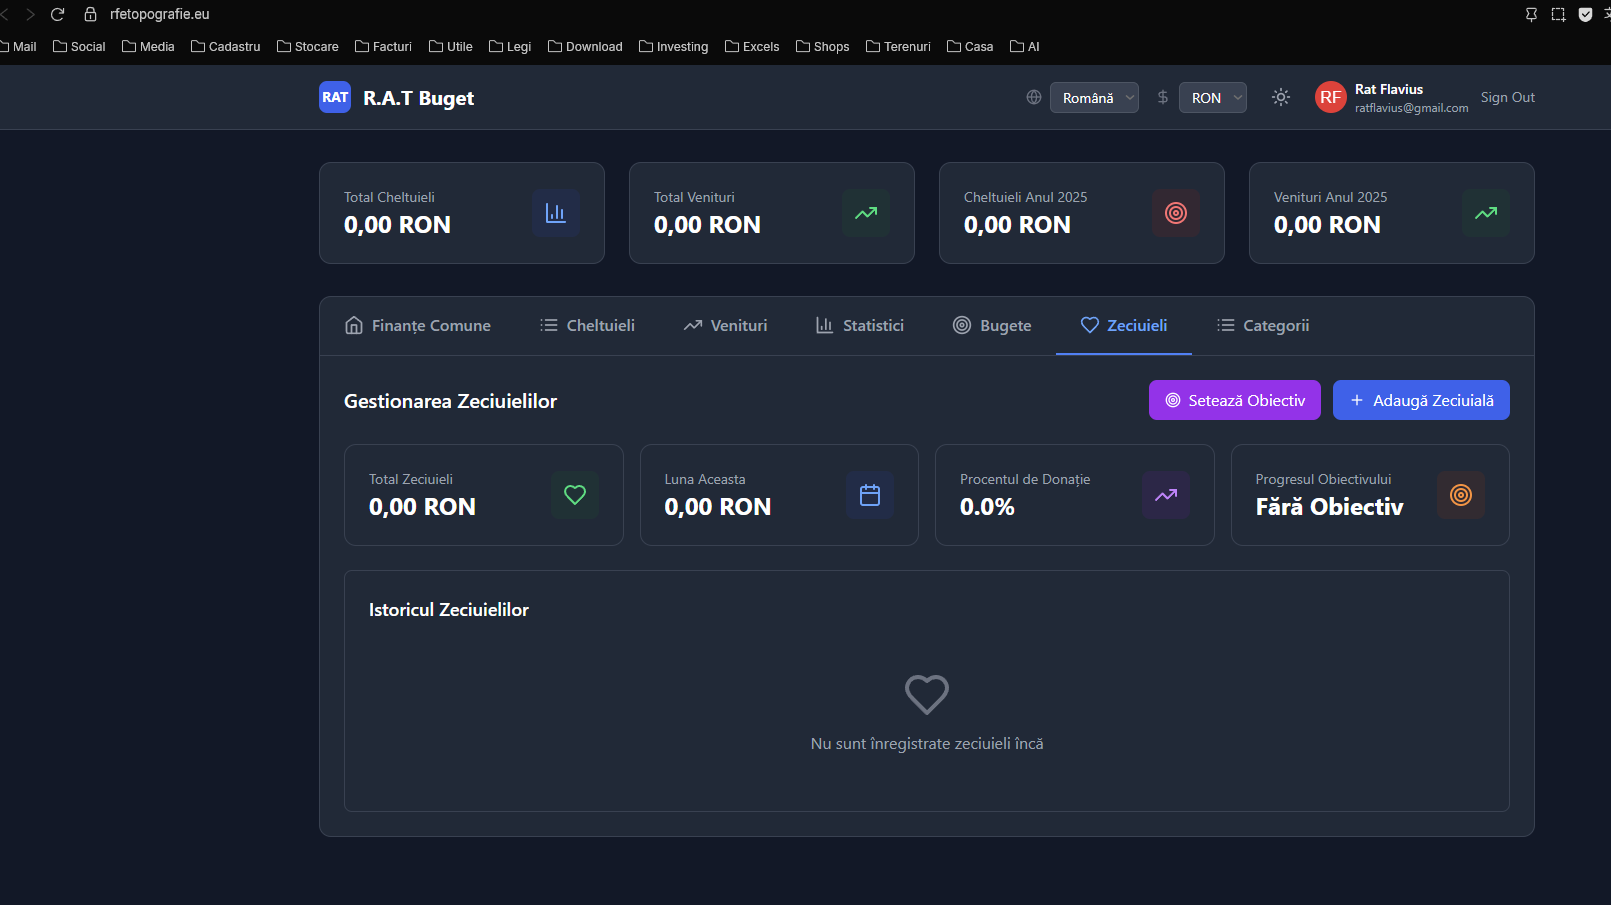 rfetopografie.eu
Mail Social Media Cadastru Stocare Facturi Utile Legi Download Investing Excels Shops Terenuri Casa AI
RAT R.A.T Buget
Română $ RON RF Rat Flavius
ratflavius@gmail.com
Sign Out
Total Cheltuieli
0,00 RON
Total Venituri
0,00 RON
Cheltuieli Anul 2025
0,00 RON
Venituri Anul 2025
0,00 RON
Finanțe Comune Cheltuieli Venituri Statistici Bugete Zeciuieli Categorii
Gestionarea Zeciuielilor
Setează Obiectiv
+ Adaugă Zeciuială
Total Zeciuieli
0,00 RON
Luna Aceasta
0,00 RON
Procentul de Donație
0.0%
Progresul Obiectivului
Fără Obiectiv
Istoricul Zeciuielilor
Nu sunt înregistrate zeciuieli încă